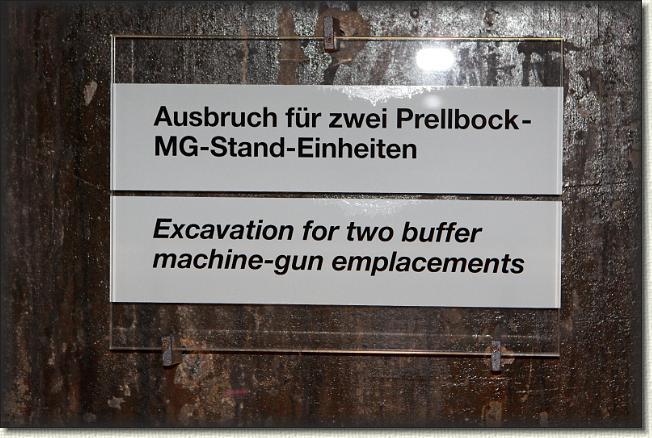 Ausbruch für zwei Prellbock-
MG-Stand-Einheiten
Excavation for two buffer
machine-gun emplacements